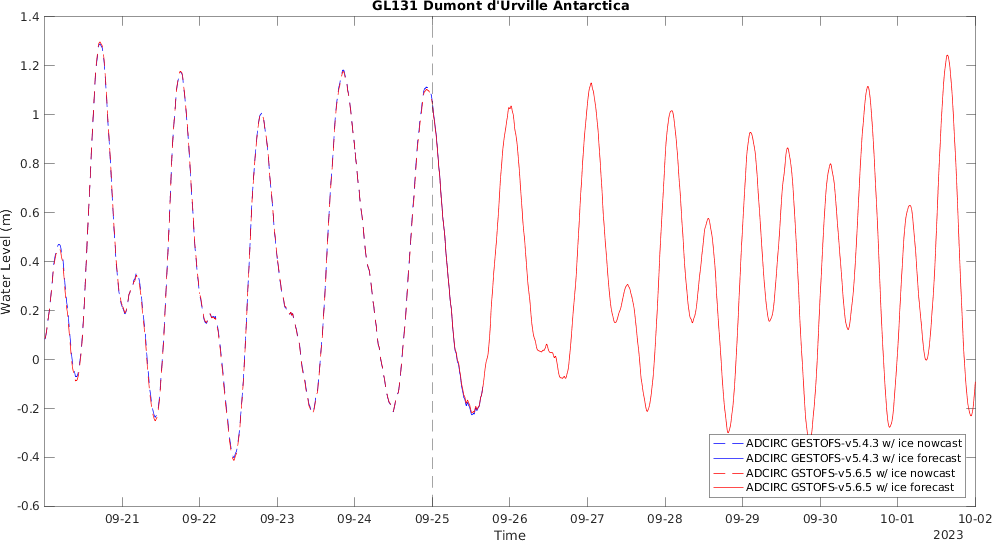 GL131 Dumont d'Urville Antarctica
1.4
1.2
1
0.8
0.6
0.4
0.2
0
-0.2
-0.4
-0.6
Water Level (m)
09-21 09-22 09-23 09-24 09-25 09-26 09-27 09-28 09-29 09-30 10-01 10-02
Time
2023
ADCIRC GESTOFS-v5.4.3 w/ ice nowcast
ADCIRC GESTOFS-v5.4.3 w/ ice forecast
ADCIRC GSTOFS-v5.6.5 w/ ice nowcast
ADCIRC GSTOFS-v5.6.5 w/ ice forecast